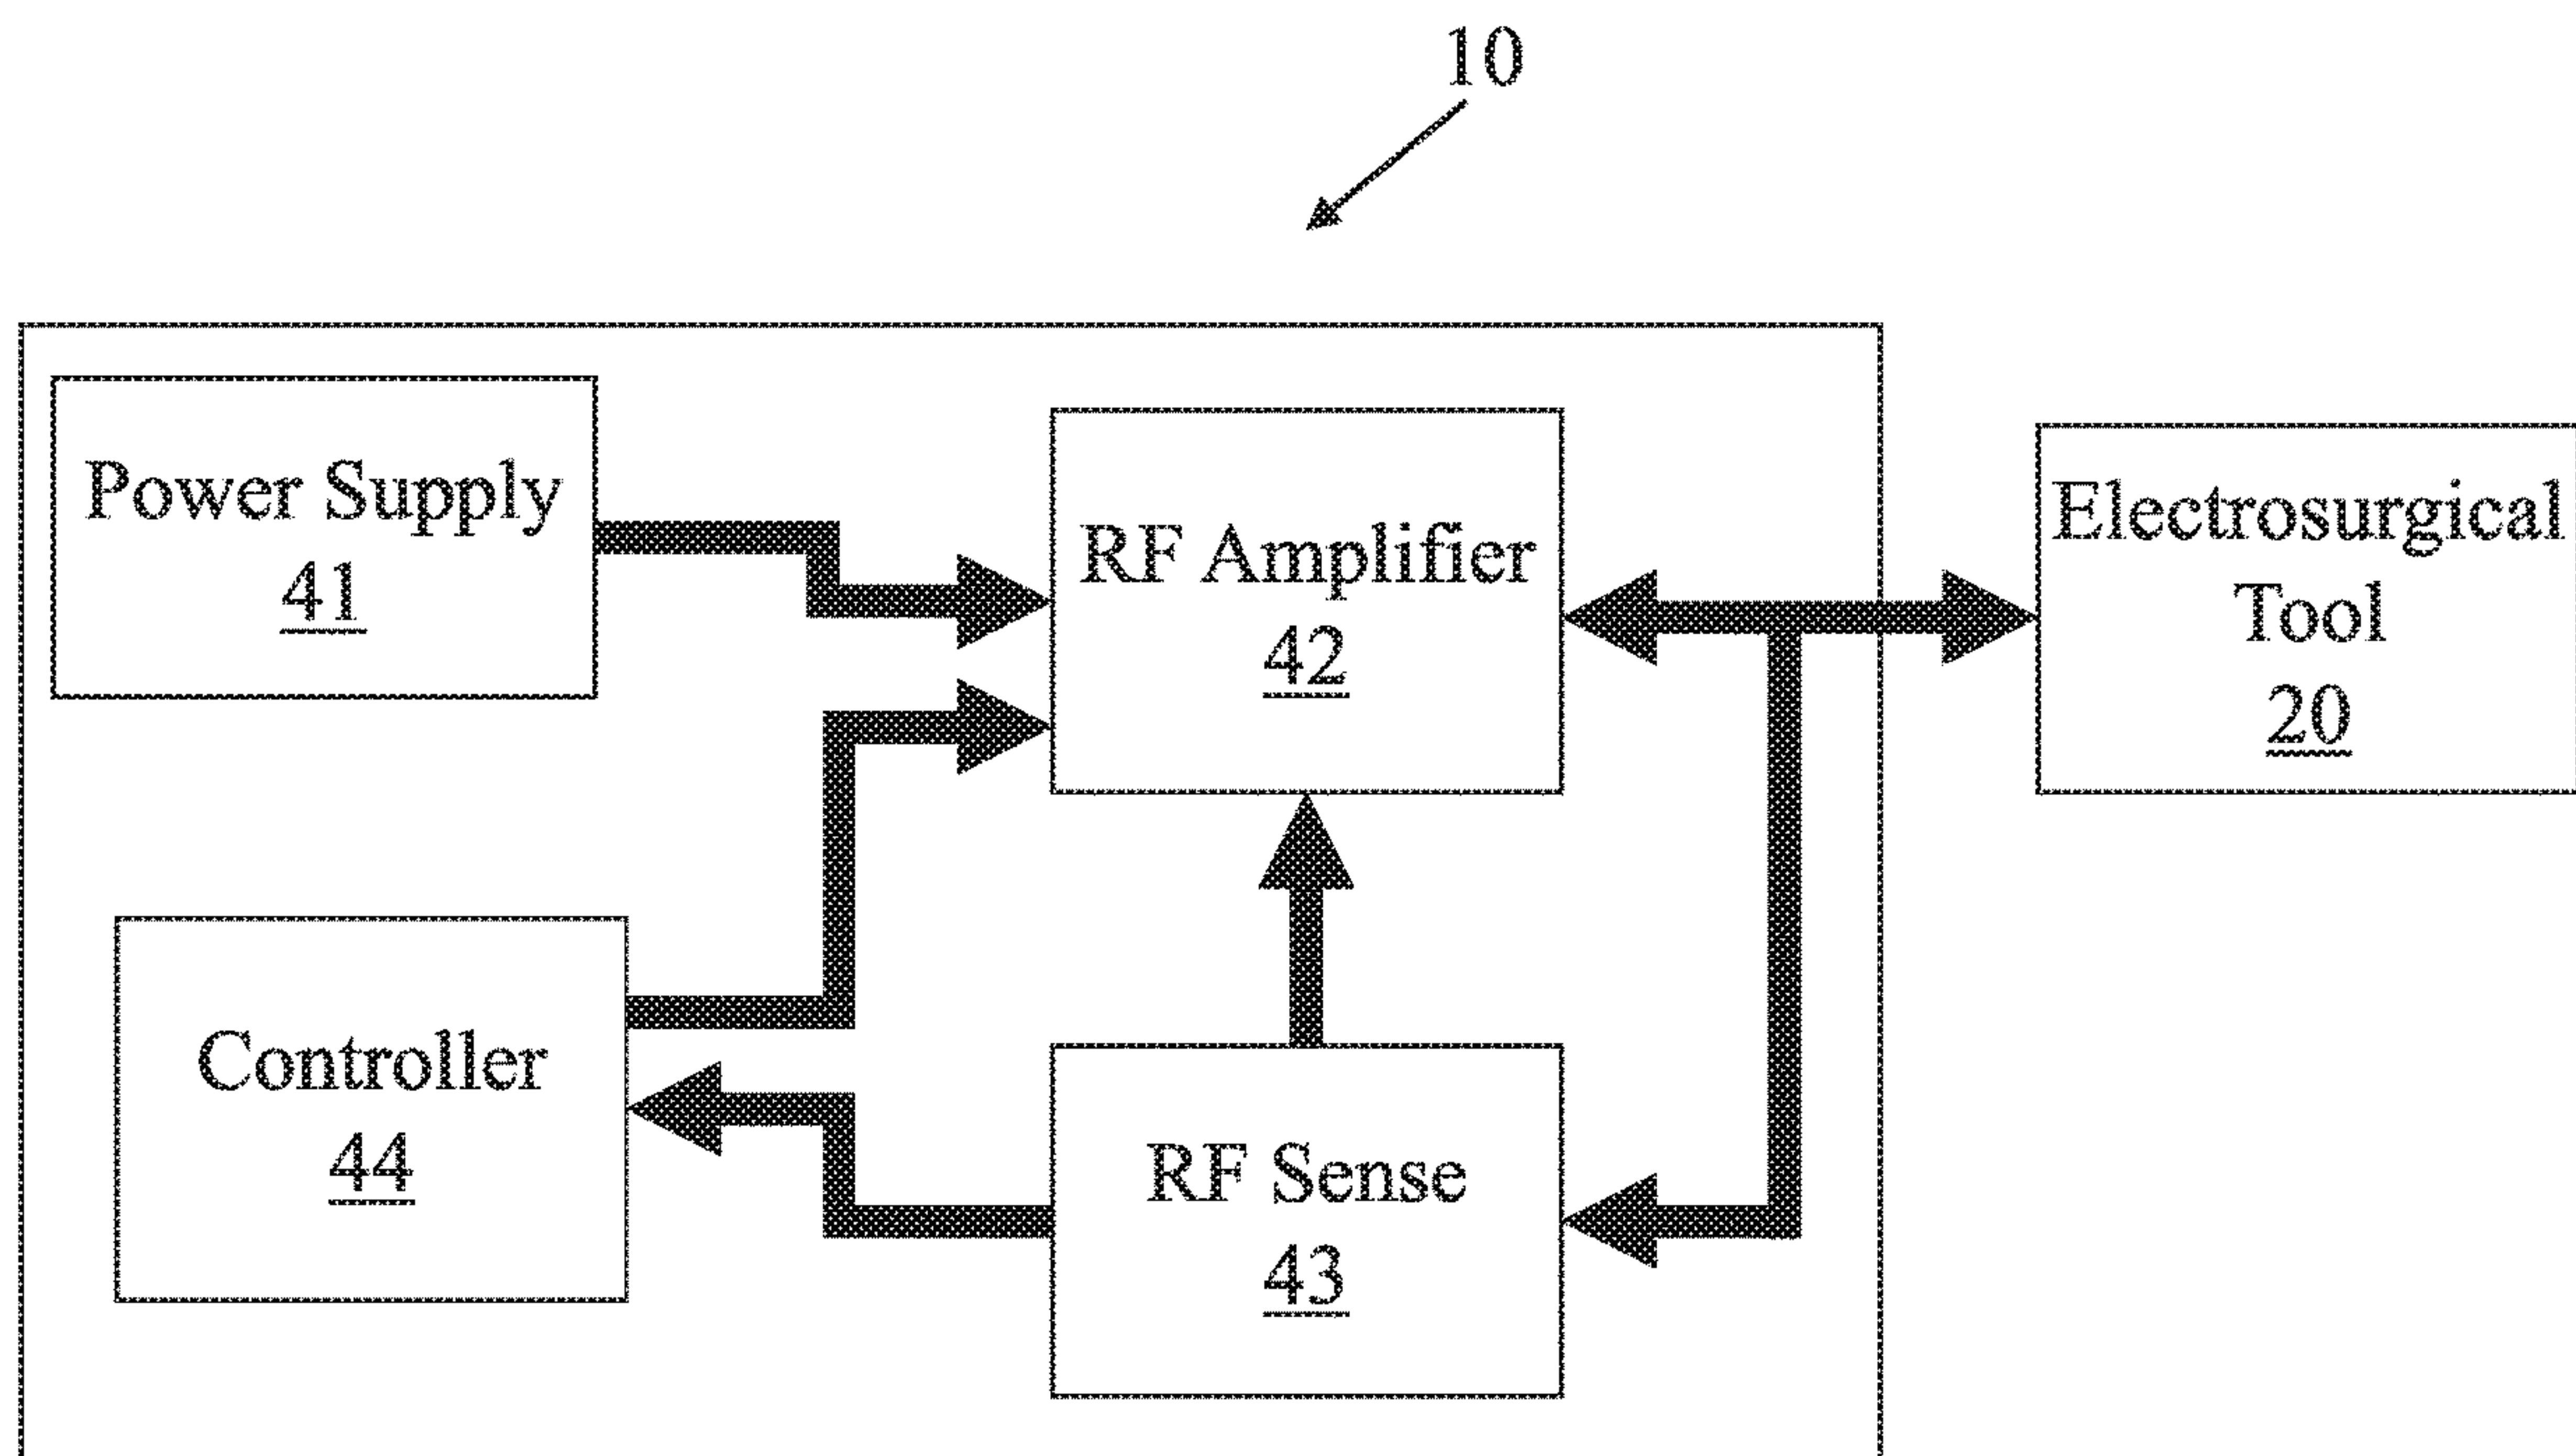 10
Power Supply
41
RF Amplifier
42
Electrosurgical
Tool
20
Controller
44
RF Sense
43